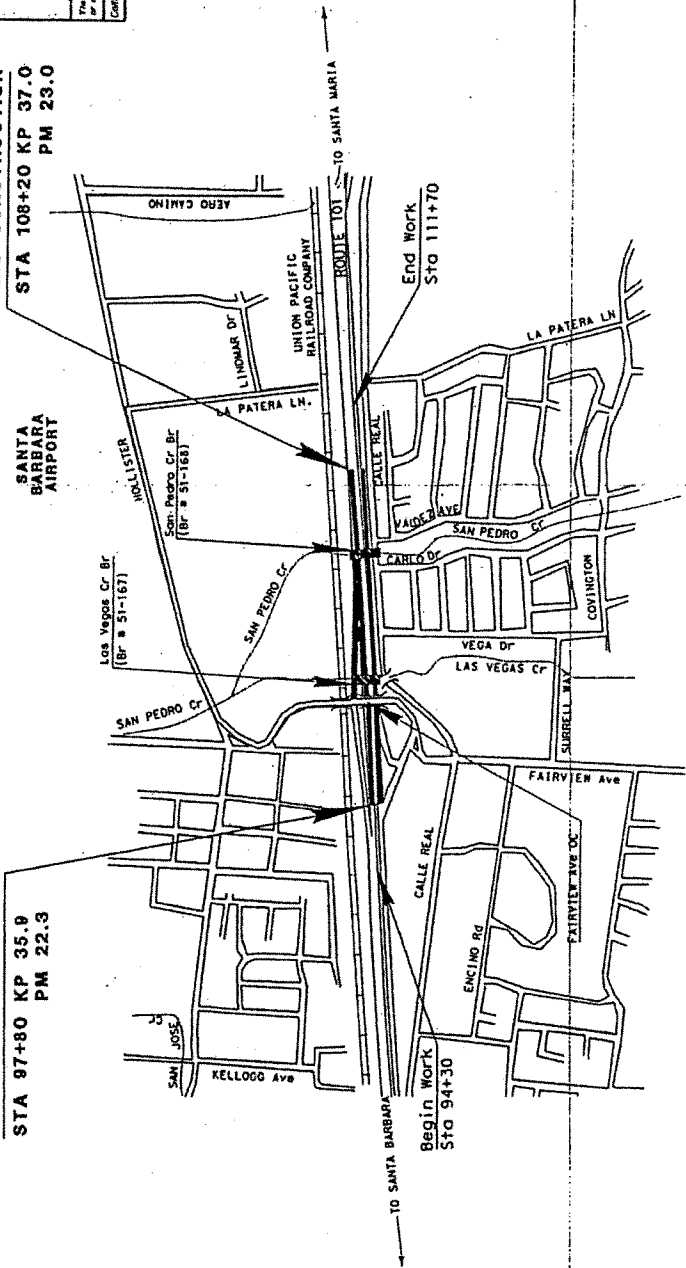 STA 108+20 KP 37.0
PM 23.0
STA 97+80 KP 35.9
PM 22.3
SANTA
BARBARA
AIRPORT
HOLLISTER
AERO CAMINO
LINDMAR Dr
LA PATERA LN.
UNION PACIFIC
RAILROAD COMPANY
ROUTE 101
TO SANTA MARIA
San Pedro Cr Br
(Br # 51-168)
Las Vegas Cr Br
(Br # 51-167)
SAN PEDRO Cr
SAN PEDRO Cr
End Work
Sta 111+70
LA PATERA LN
CALLE REAL
VALDEZ AVE
SAN PEDRO Cr
CARLO Dr
COVINGTON
VEGA Dr
LAS VEGAS Cr
SURRELL WAY
FAIRVIEW Ave
FAIRVIEW Ave OC
CALLE REAL
ENCINO Rd
SAN JOSE
KELLOGG Ave
Begin Work
Sta 94+30
TO SANTA BARBARA